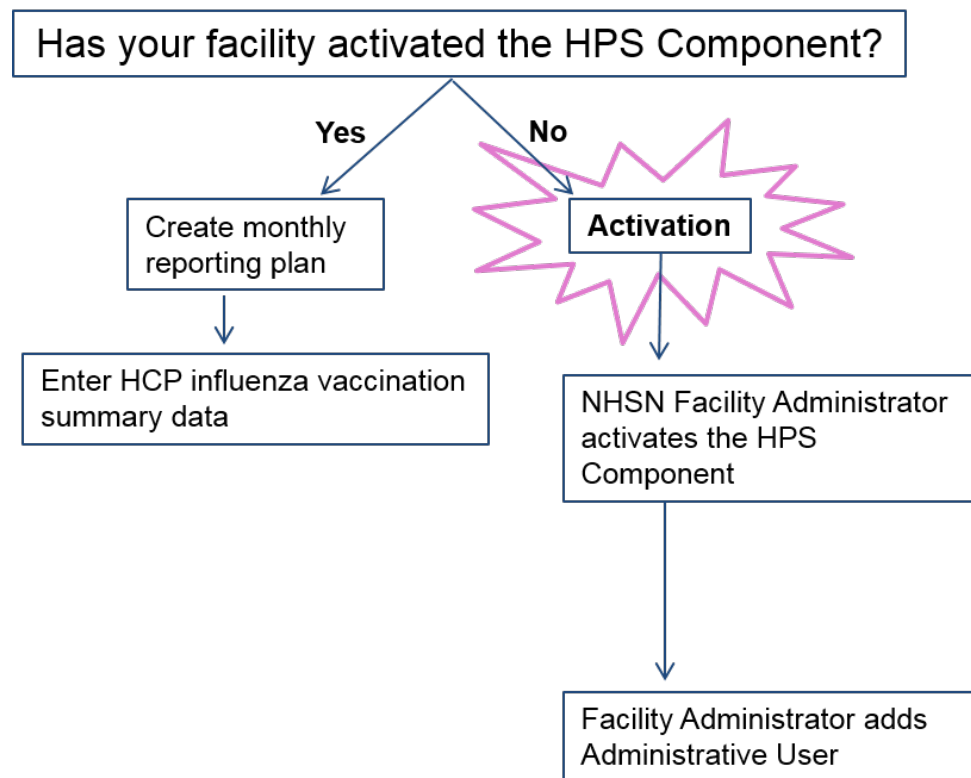 Has your facility activated the HPS Component?
Yes
No
Create monthly
reporting plan
Activation
Enter HCP influenza vaccination
summary data
NHSN Facility Administrator
activates the HPS
Component
Facility Administrator adds
Administrative User